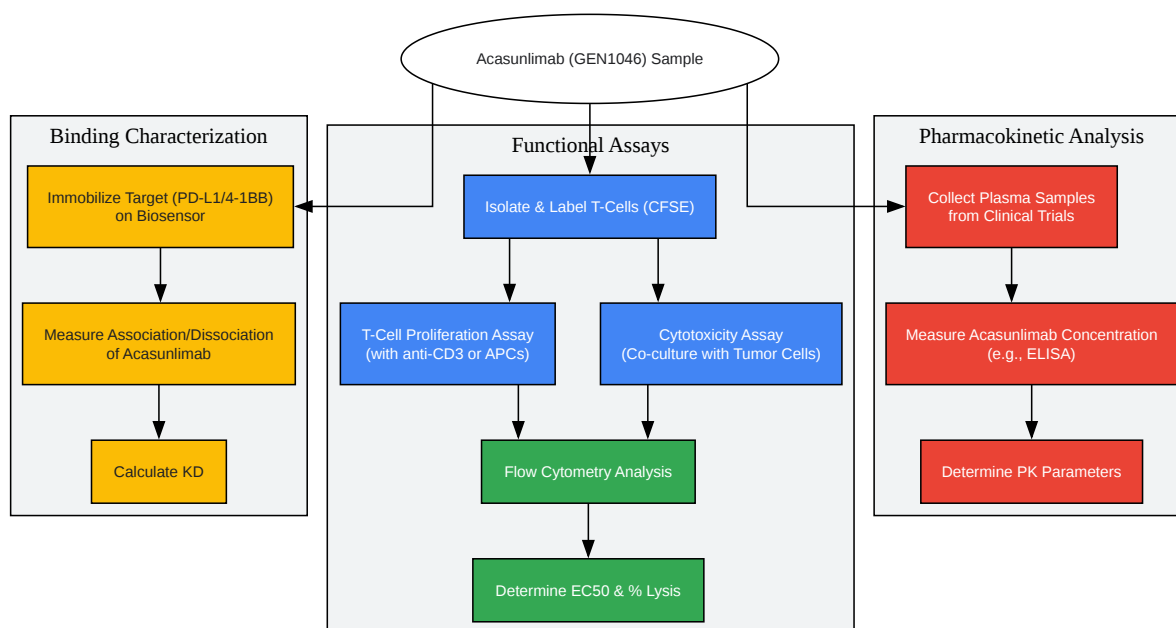 Acasunlimab (GEN1046) Sample
Binding Characterization
Immobilize Target (PD-L1/4-1BB)
on Biosensor
Measure Association/Dissociation
of Acasunlimab
Calculate KD
Functional Assays
Isolate & Label T-Cells (CFSE)
T-Cell Proliferation Assay
(with anti-CD3 or APCs)
Cytotoxicity Assay
(Co-culture with Tumor Cells)
Flow Cytometry Analysis
Determine EC50 & % Lysis
Pharmacokinetic Analysis
Collect Plasma Samples
from Clinical Trials
Measure Acasunlimab Concentration
(e.g., ELISA)
Determine PK Parameters